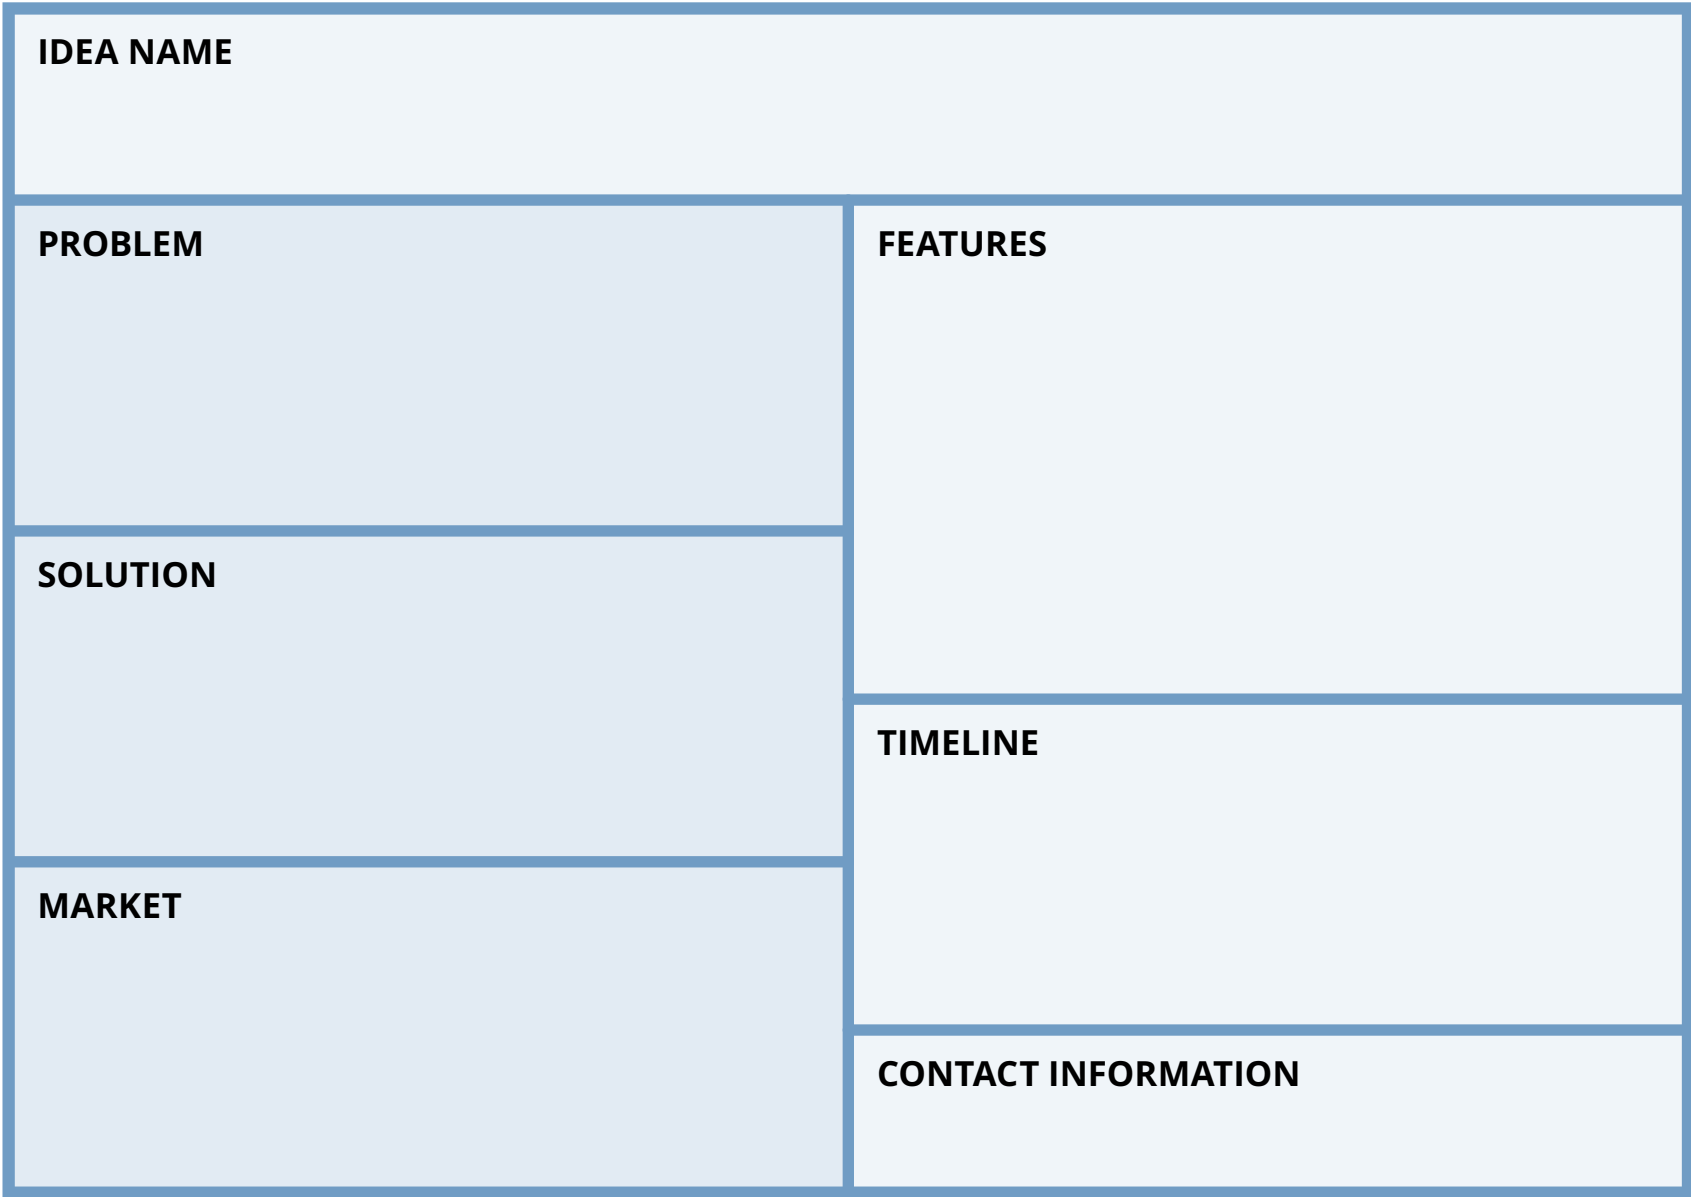 IDEA NAME
PROBLEM
SOLUTION
MARKET
FEATURES
TIMELINE
CONTACT INFORMATION